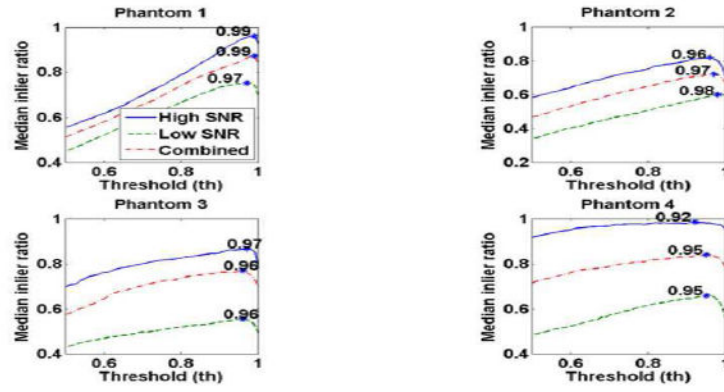 Phantom 1
Median inlier ratio
1
0.8
0.6
0.4
0.99
0.99
0.97
High SNR
Low SNR
Combined
0.6
0.8
1
Threshold (th)
Phantom 2
Median inlier ratio
1
0.8
0.6
0.4
0.2
0.96
0.97
0.98
0.6
0.8
1
Threshold (th)
Phantom 3
Median inlier ratio
1
0.8
0.6
0.4
0.97
0.96
0.96
0.6
0.8
1
Threshold (th)
Phantom 4
Median inlier ratio
1
0.8
0.6
0.4
0.92
0.95
0.95
0.6
0.8
1
Threshold (th)